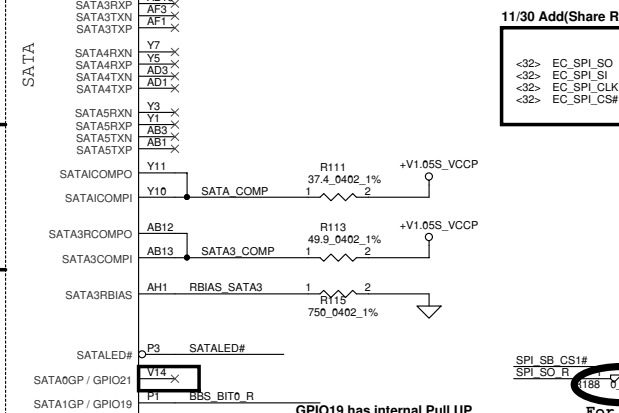 SATA3RXP
SATA3TXN AF3
SATA3TXP AF1
11/30 Add(Share R
SATA
SATA4RXN Y7
SATA4RXP Y5
SATA4TXN AD3
SATA4TXP AD1
<32> EC_SPI_SO
<32> EC_SPI_SI
<32> EC_SPI_CLK
<32> EC_SPI_CS#
SATA5RXN Y3
SATA5RXP Y1
SATA5TXN AB3
SATA5TXP AB1
SATAICOMPO Y11
R111
37.4_0402_1%
+V1.05S_VCCP
SATAICOMPI Y10 SATA_COMP 1 2
SATA3RCOMPO AB12
R113
49.9_0402_1%
+V1.05S_VCCP
SATA3COMPI AB13 SATA3_COMP 1 2
SATA3RBIAS AH1 RBIAS_SATA3 1 2
R115
750_0402_1%
SATALED# P3 SATALED#
SPI_SB_CS1#
SPI_SO_R
SATA0GP / GPIO21 V14
SATA1GP / GPIO19 P1 BBS_BIT0_R
GPIO19 has internal Pull UP
For